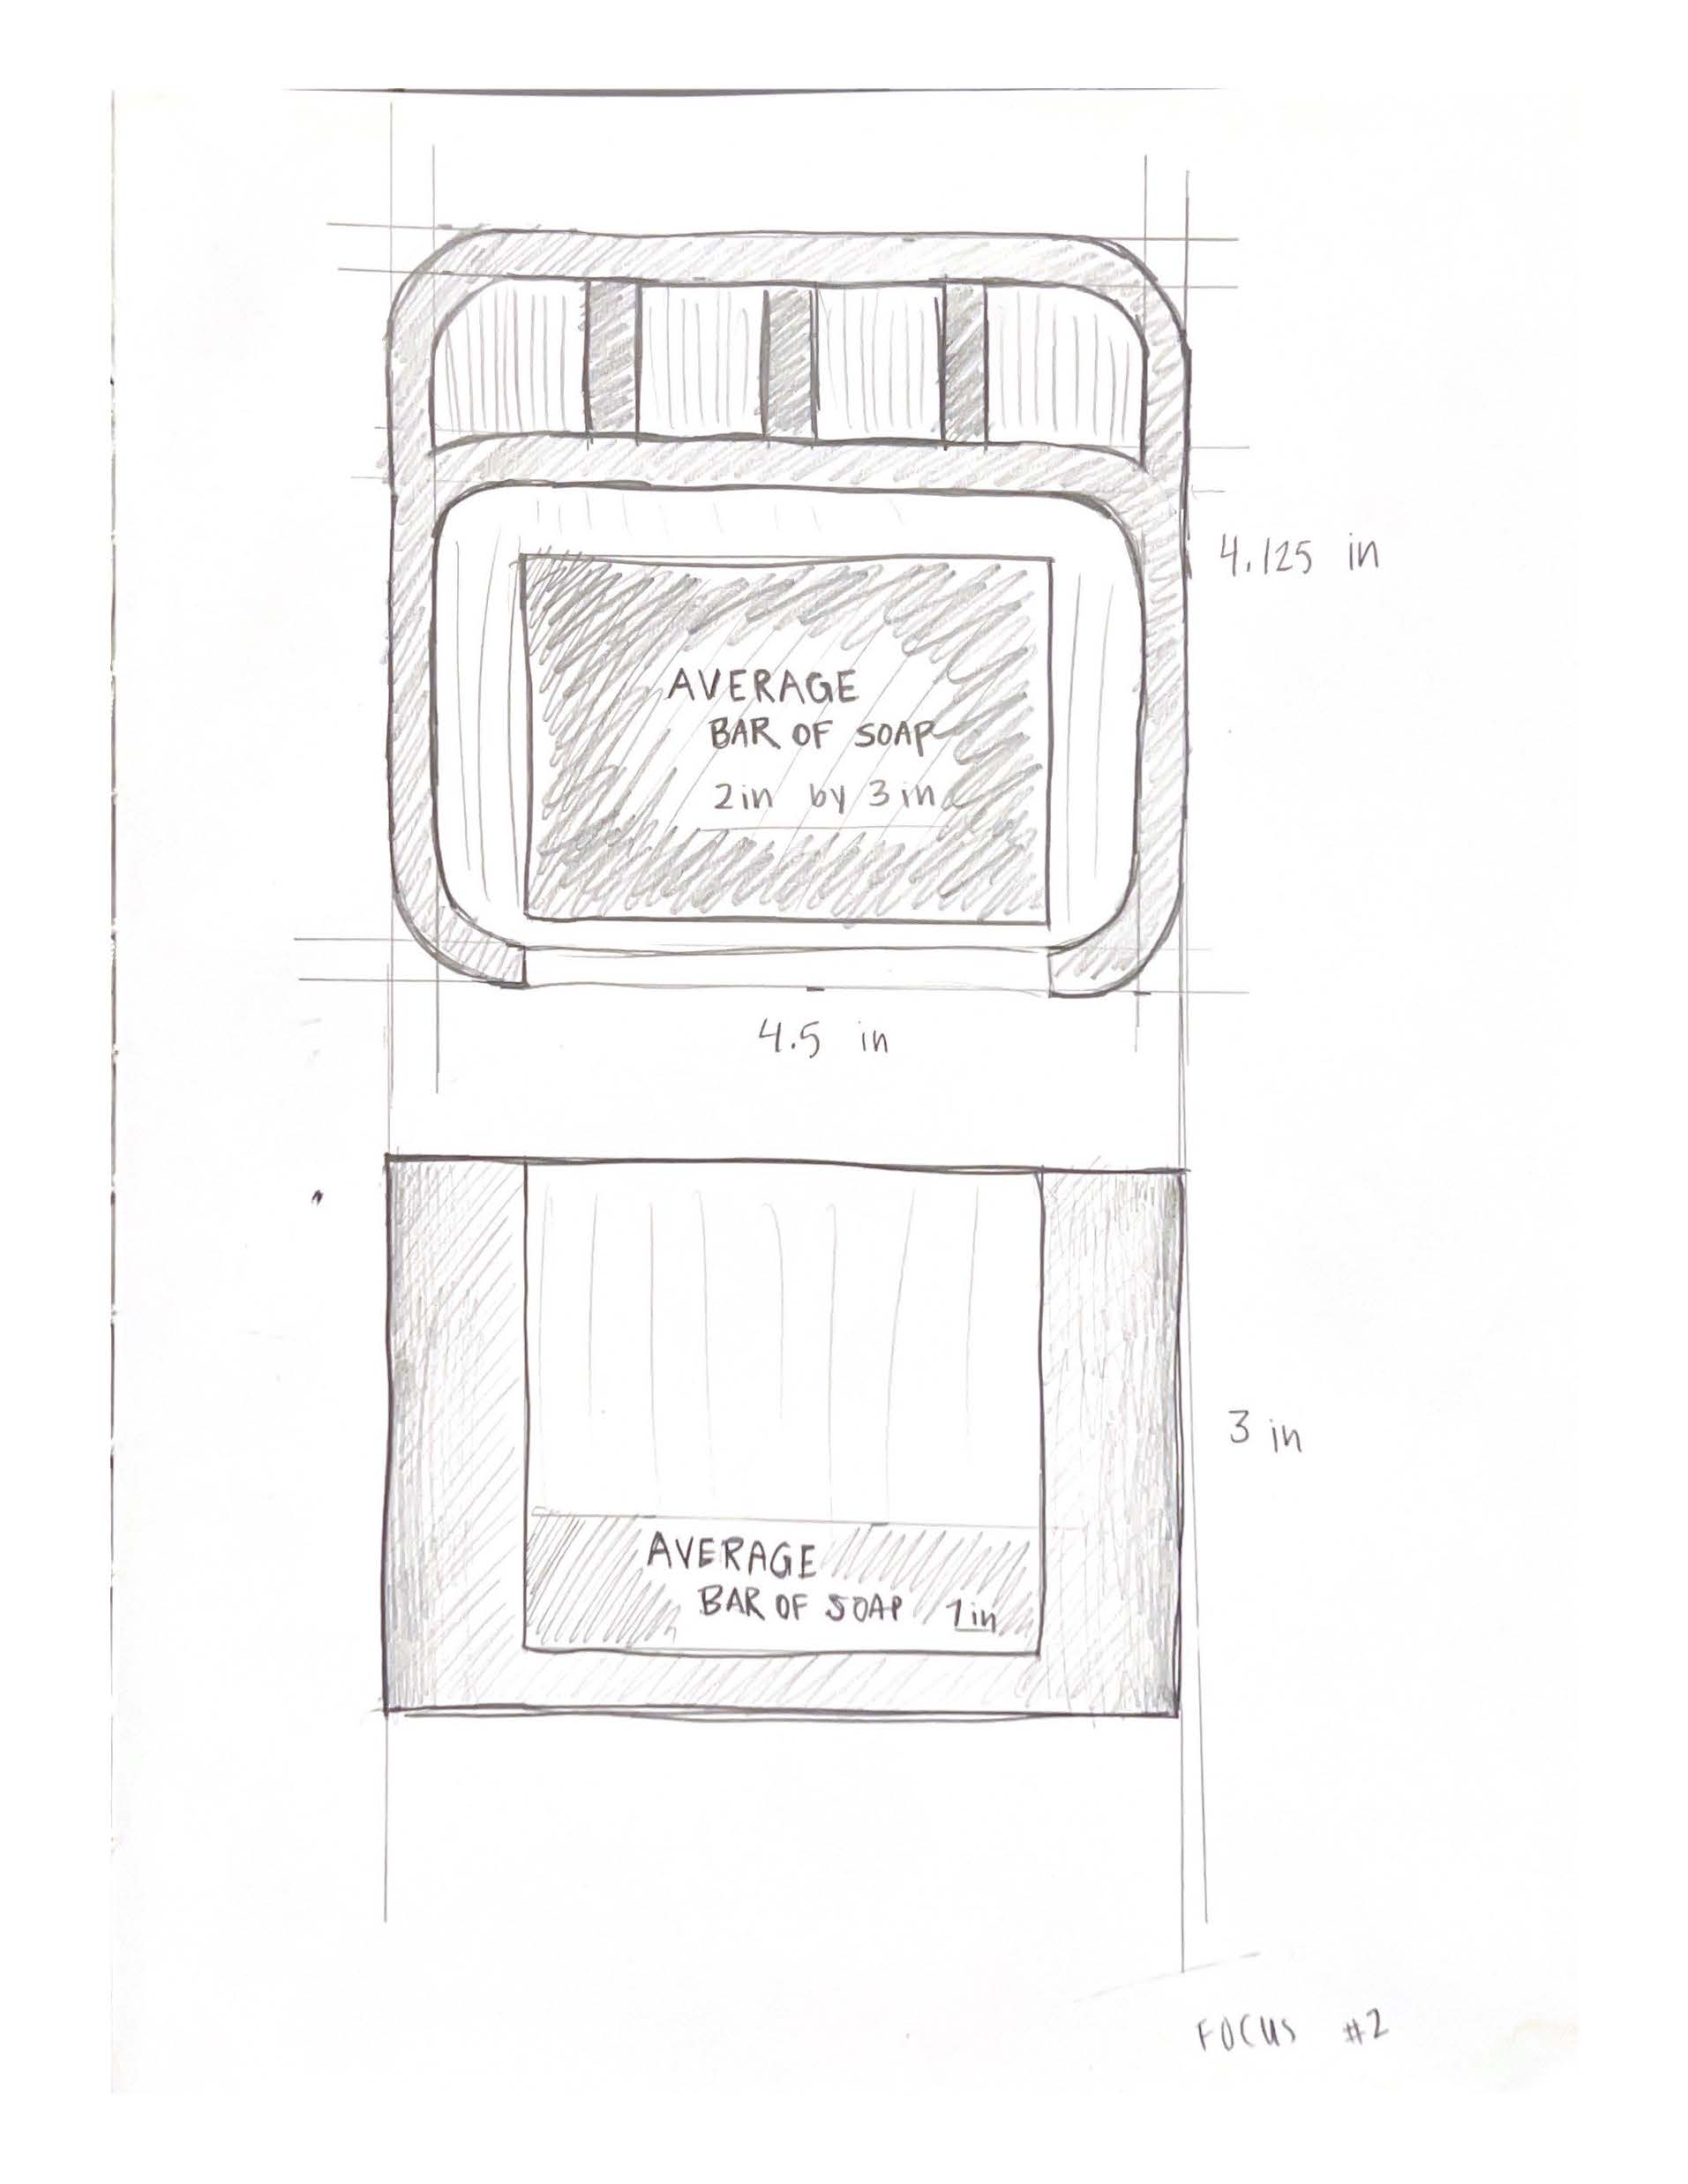 4.125 in
AVERAGE
BAR OF SOAP
2in by 3in
4.5 in
3 in
AVERAGE
BAR OF SOAP 1in
FOCUS #2